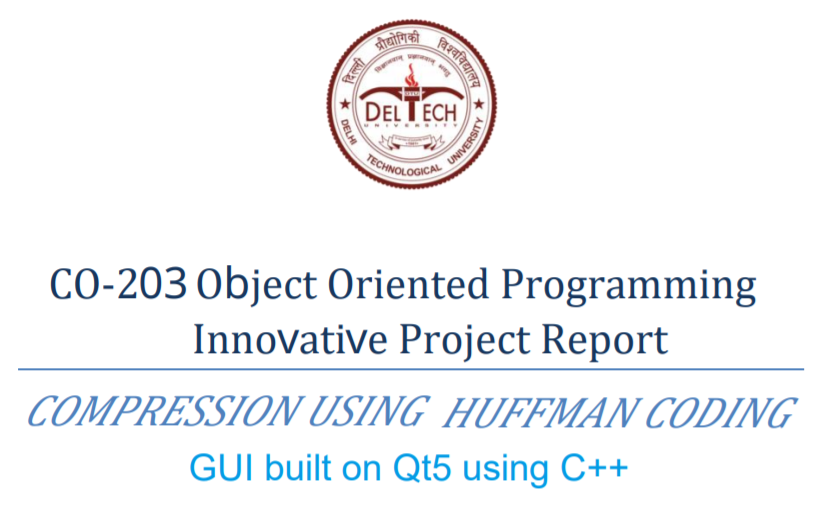 दिल्ली प्रौद्योगिकी विश्वविद्यालय
DELTECH
UNIVERSITY
DELHI TECHNOLOGICAL UNIVERSITY
CO-203 Object Oriented Programming
Innovative Project Report
COMPRESSION USING HUFFMAN CODING
GUI built on Qt5 using C++